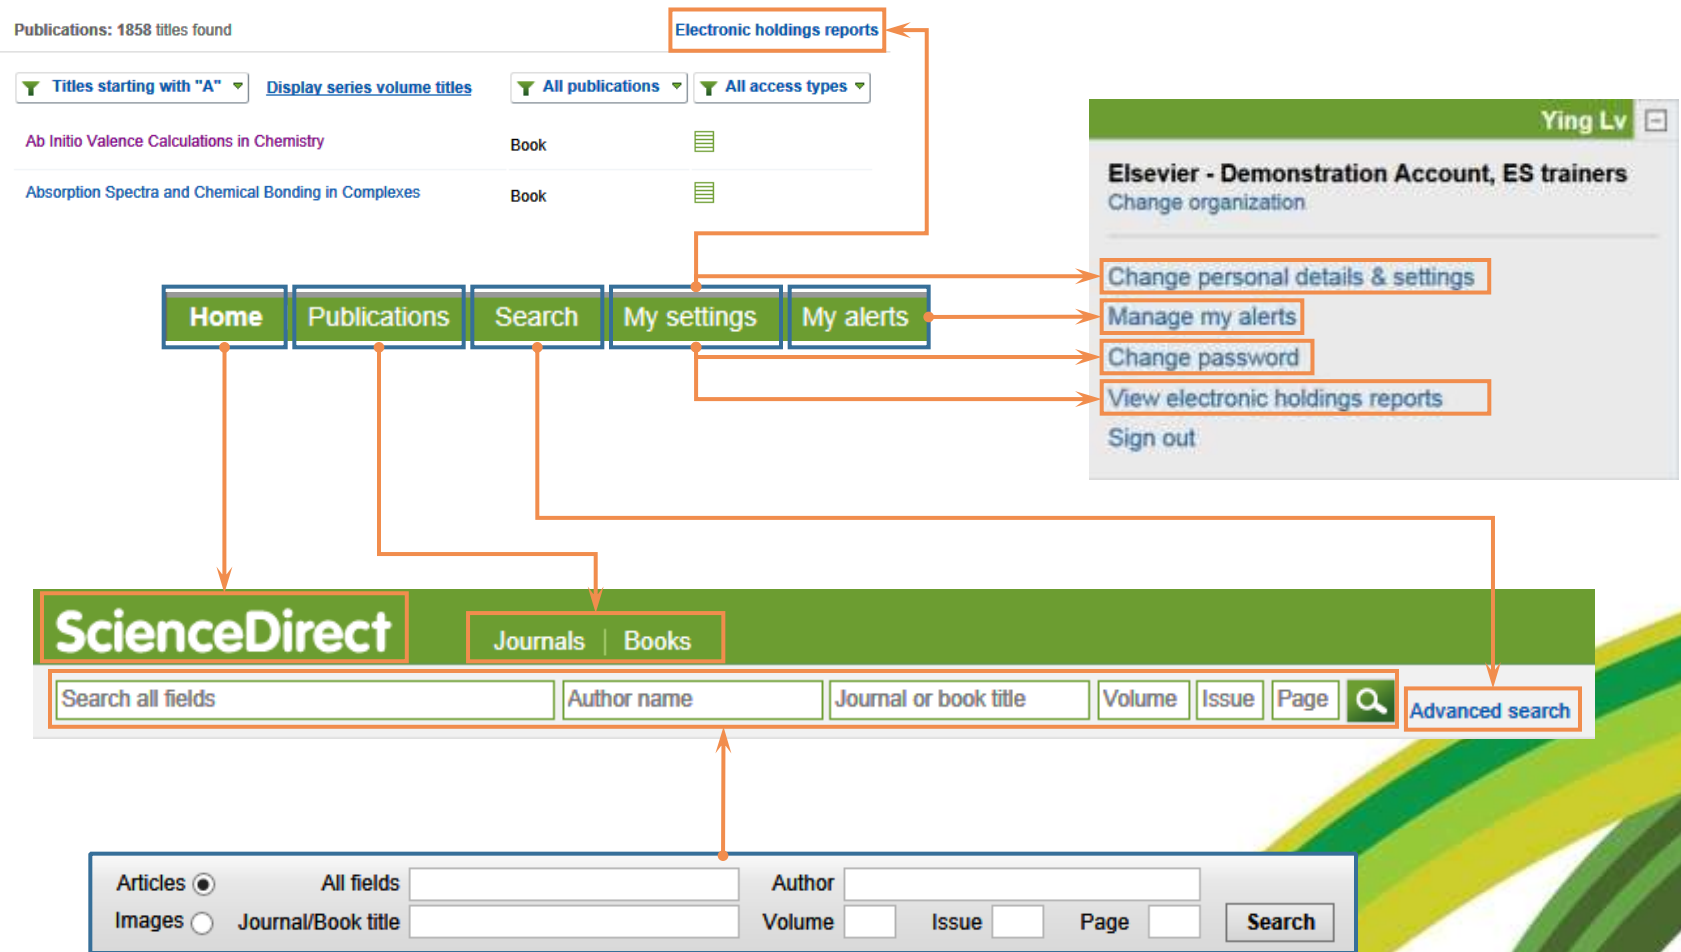 Publications: 1858 titles found
Electronic holdings reports
Titles starting with "A"
Display series volume titles
All publications
All access types
Ab Initio Valence Calculations in Chemistry
Book
Absorption Spectra and Chemical Bonding in Complexes
Book
Ying Lv
Elsevier - Demonstration Account, ES trainers
Change organization
Change personal details & settings
Manage my alerts
Change password
View electronic holdings reports
Sign out
Home Publications Search My settings My alerts
ScienceDirect
Journals | Books
Search all fields Author name Journal or book title Volume Issue Page
Advanced search
Articles All fields Author
Images Journal/Book title Volume Issue Page Search